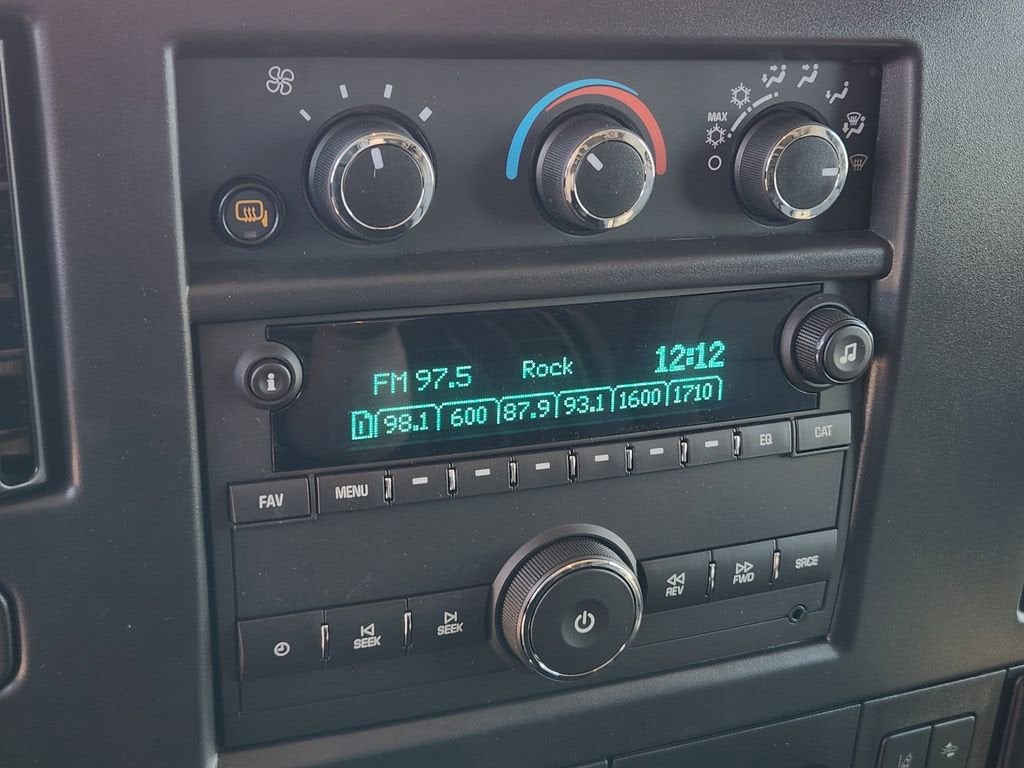 MAX
FM 97.5 Rock 12:12
1 98.1 600 87.9 93.1 1600 1710
i
FAV MENU EQ CAT
SEEK SEEK REV FWD SRCE